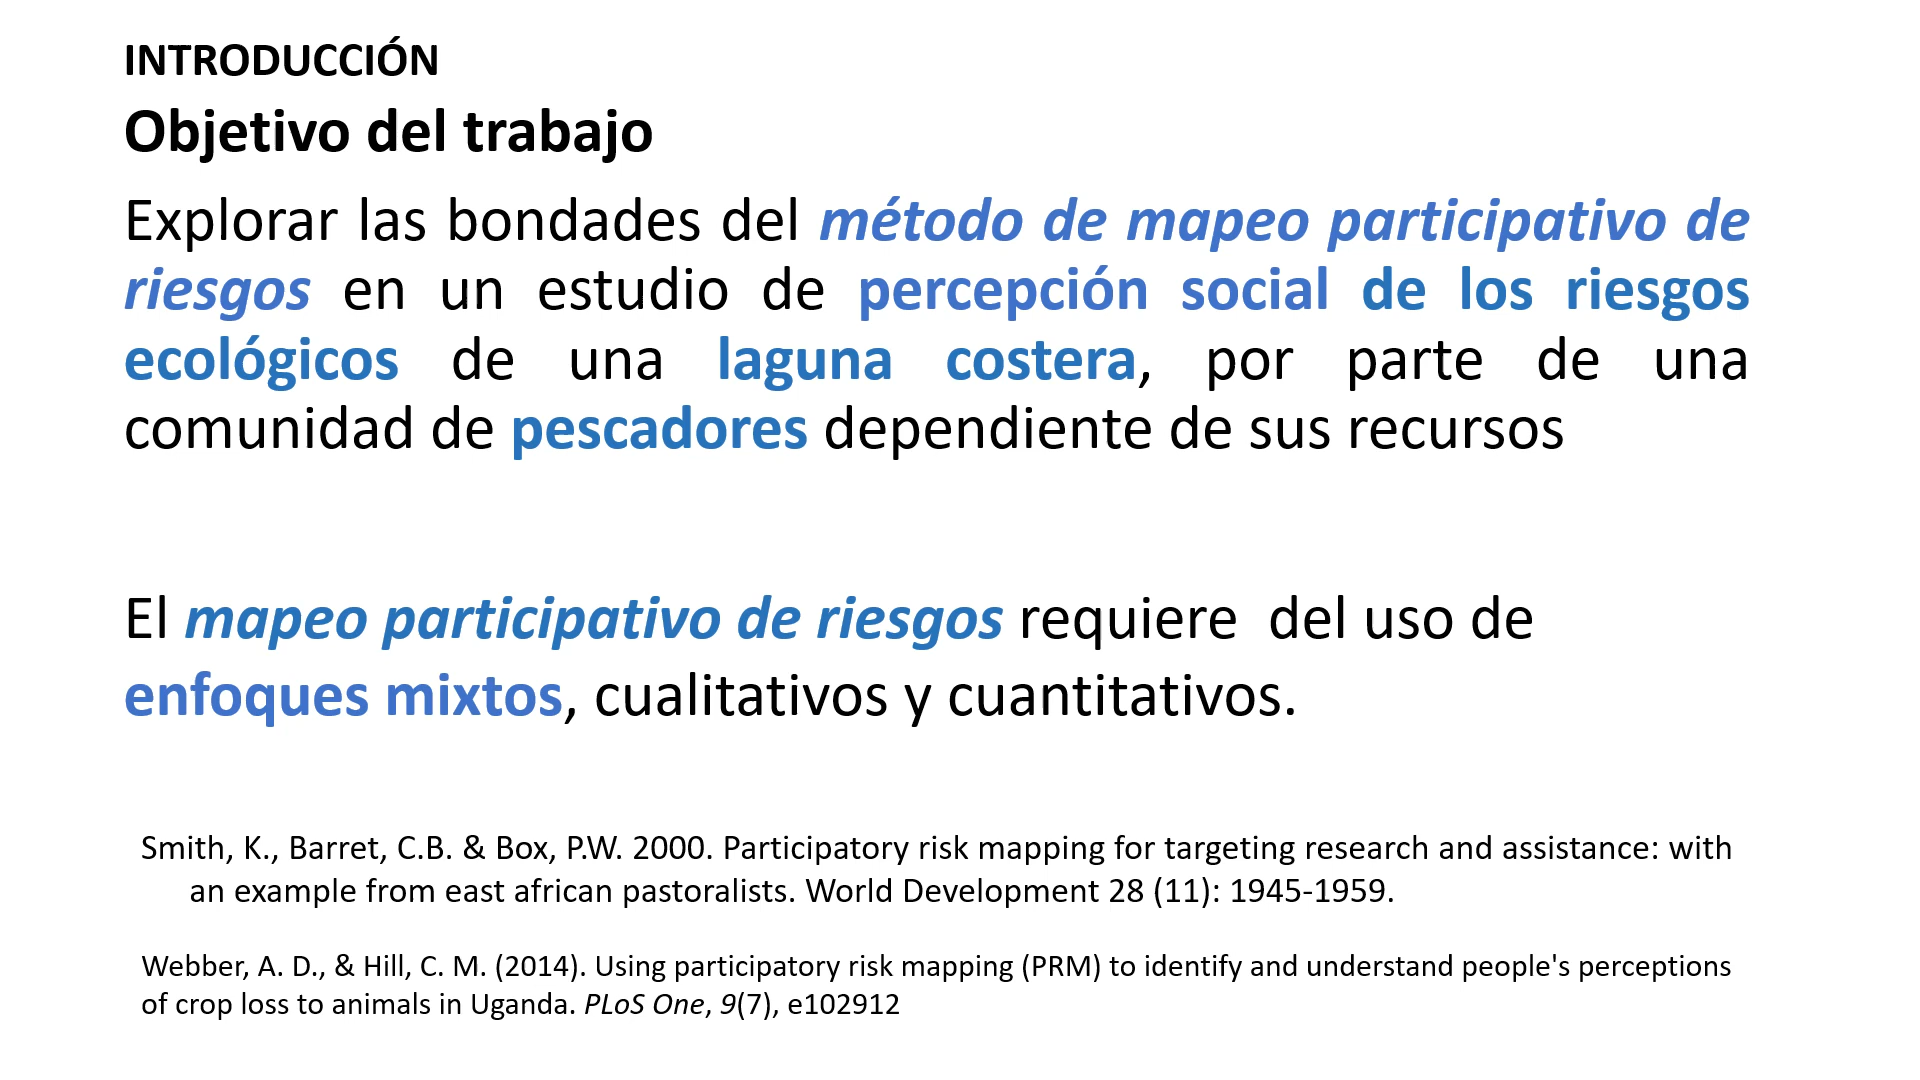 INTRODUCCIÓN
Objetivo del trabajo
Explorar las bondades del método de mapeo participativo de
riesgos en un estudio de percepción social de los riesgos
ecológicos de una laguna costera, por parte de una
comunidad de pescadores dependiente de sus recursos
El mapeo participativo de riesgos requiere  del uso de
enfoques mixtos, cualitativos y cuantitativos.
Smith, K., Barret, C.B. & Box, P.W. 2000. Participatory risk mapping for targeting research and assistance: with
an example from east african pastoralists. World Development 28 (11): 1945-1959.
Webber, A. D., & Hill, C. M. (2014). Using participatory risk mapping (PRM) to identify and understand people's perceptions
of crop loss to animals in Uganda. PLoS One, 9(7), e102912